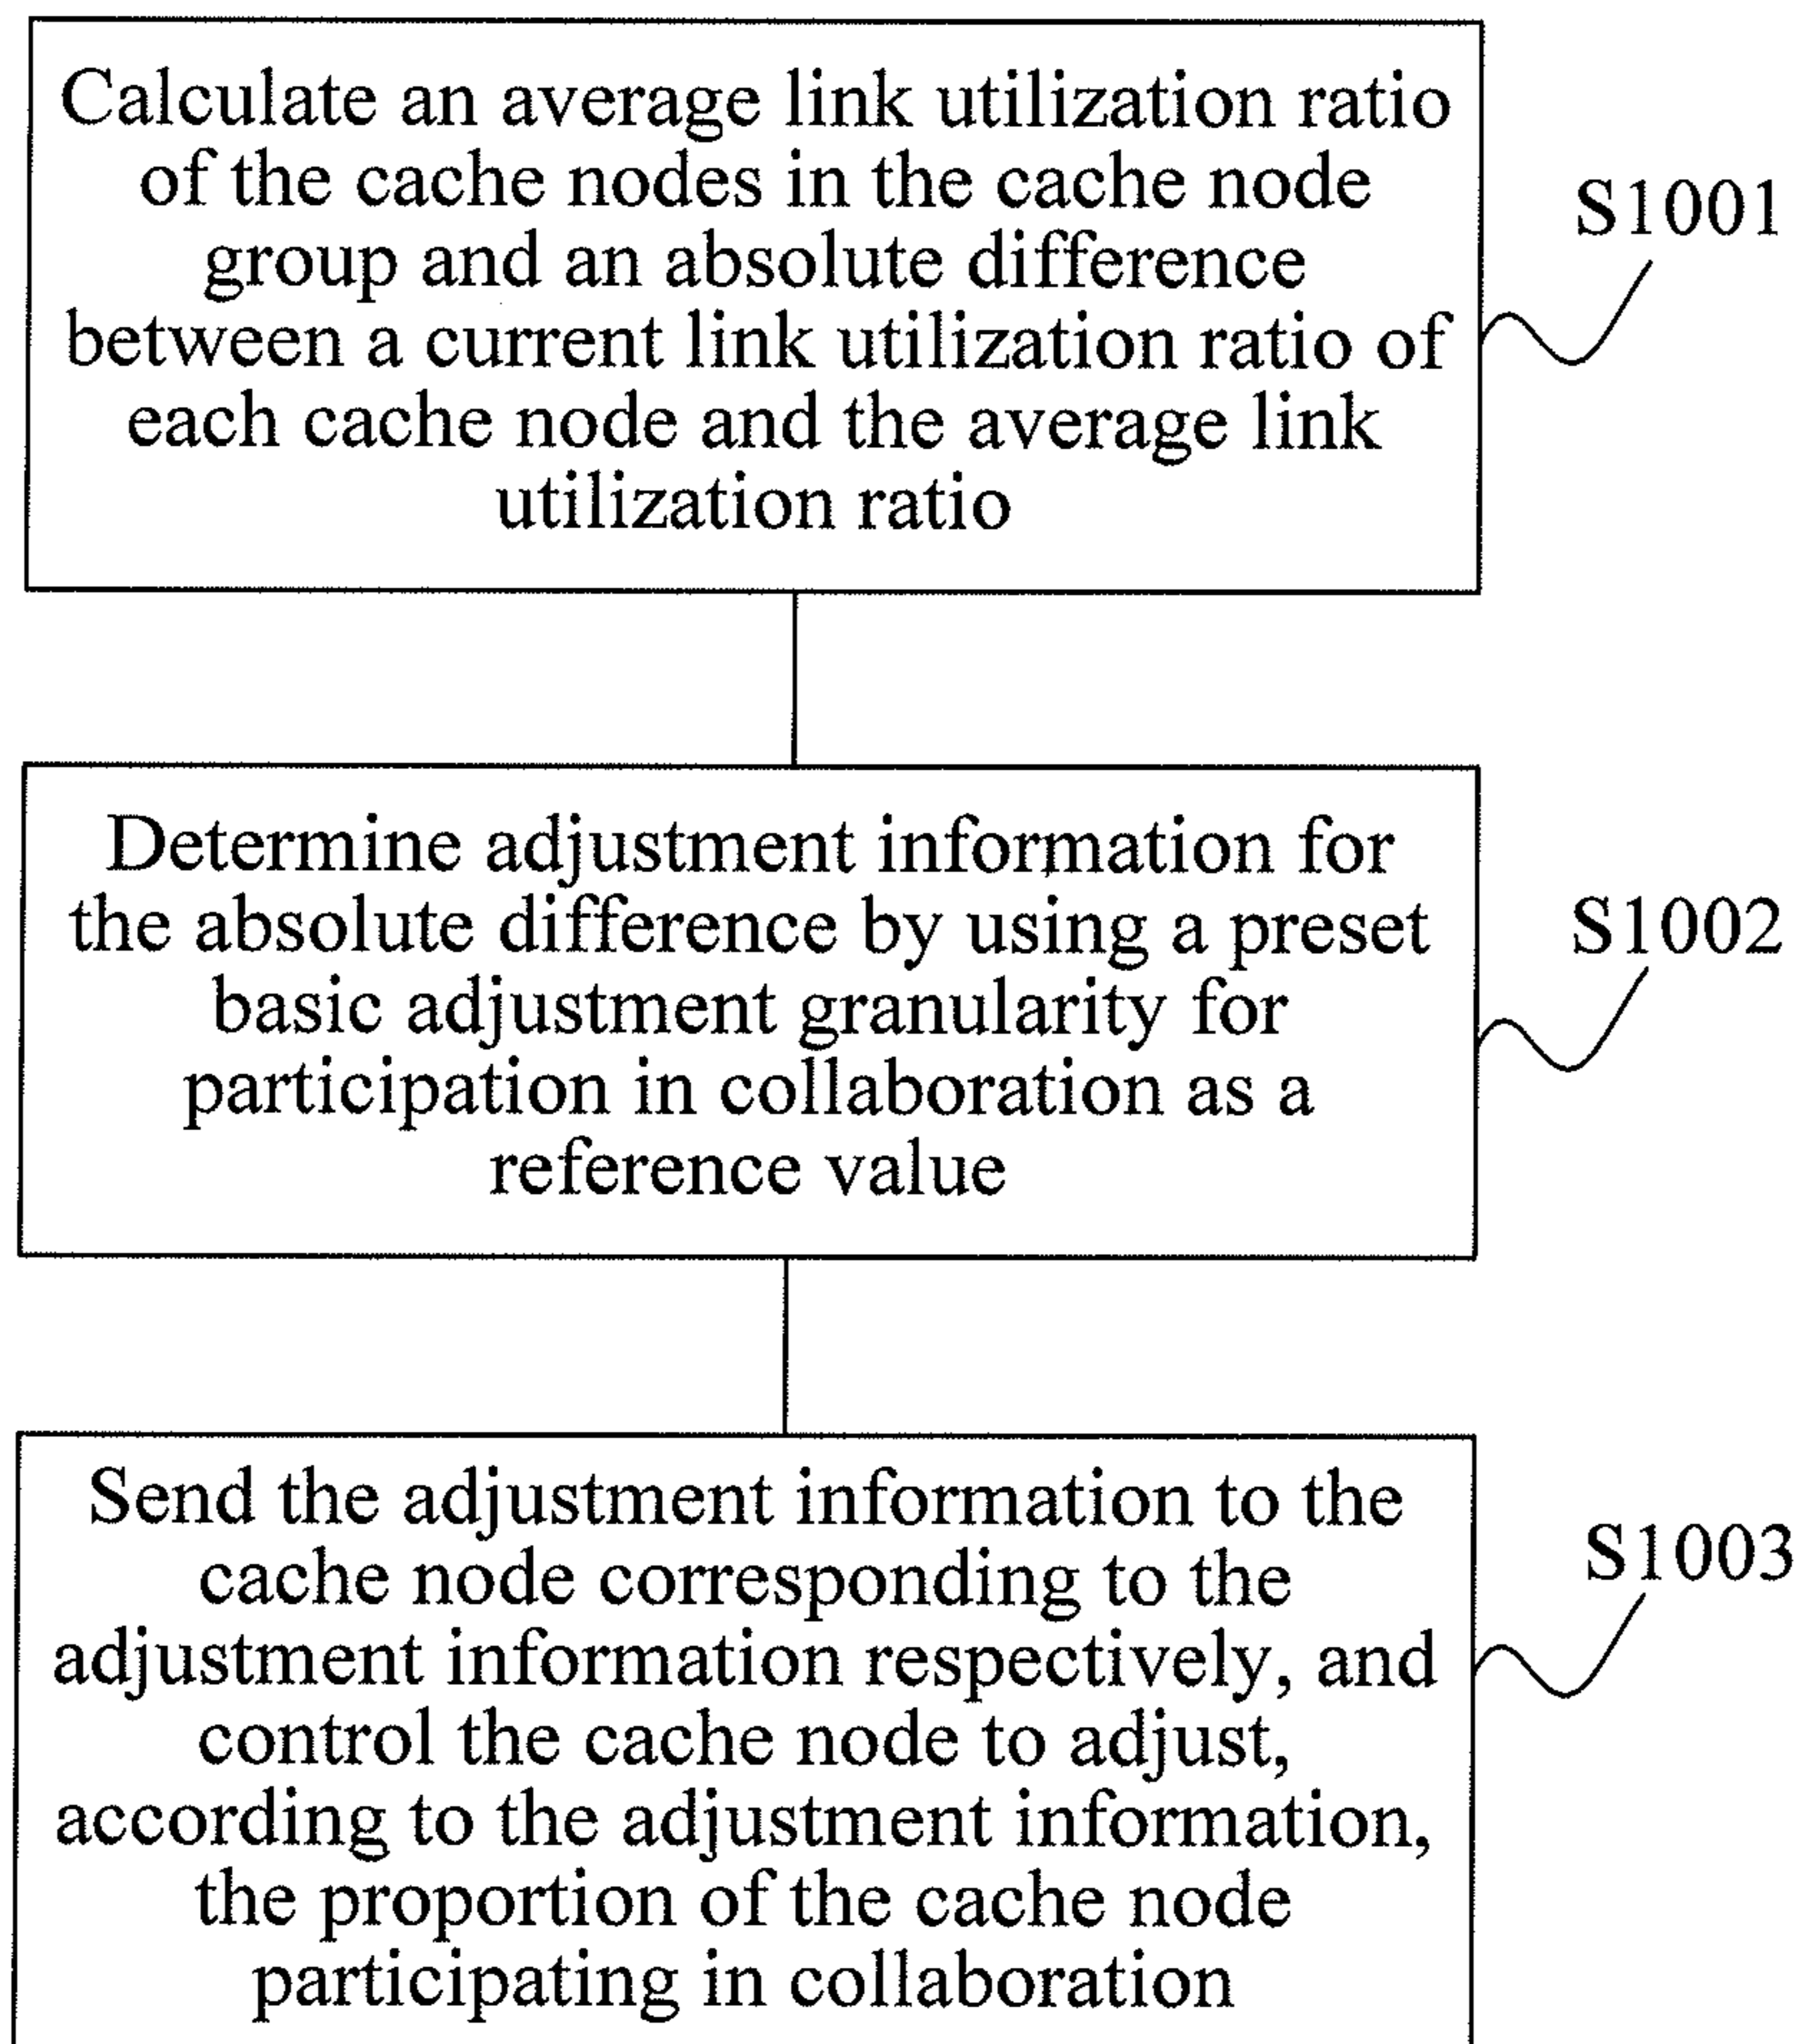 Calculate an average link utilization ratio
of the cache nodes in the cache node
group and an absolute difference
between a current link utilization ratio of
each cache node and the average link
utilization ratio
S1001
Determine adjustment information for
the absolute difference by using a preset
basic adjustment granularity for
participation in collaboration as a
reference value
S1002
Send the adjustment information to the
cache node corresponding to the
adjustment information respectively, and
control the cache node to adjust,
according to the adjustment information,
the proportion of the cache node
participating in collaboration
S1003